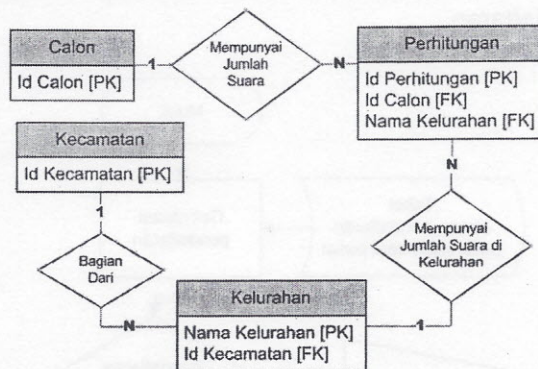 Calon
Id Calon [PK]
1
Mempunyai
Jumlah
Suara
N
Perhitungan
Id Perhitungan [PK]
Id Calon [FK]
Nama Kelurahan [FK]
Kecamatan
Id Kecamatan [PK]
1
Bagian
Dari
N
Kelurahan
Nama Kelurahan [PK]
Id Kecamatan [FK]
1
Mempunyai
Jumlah Suara di
Kelurahan
N